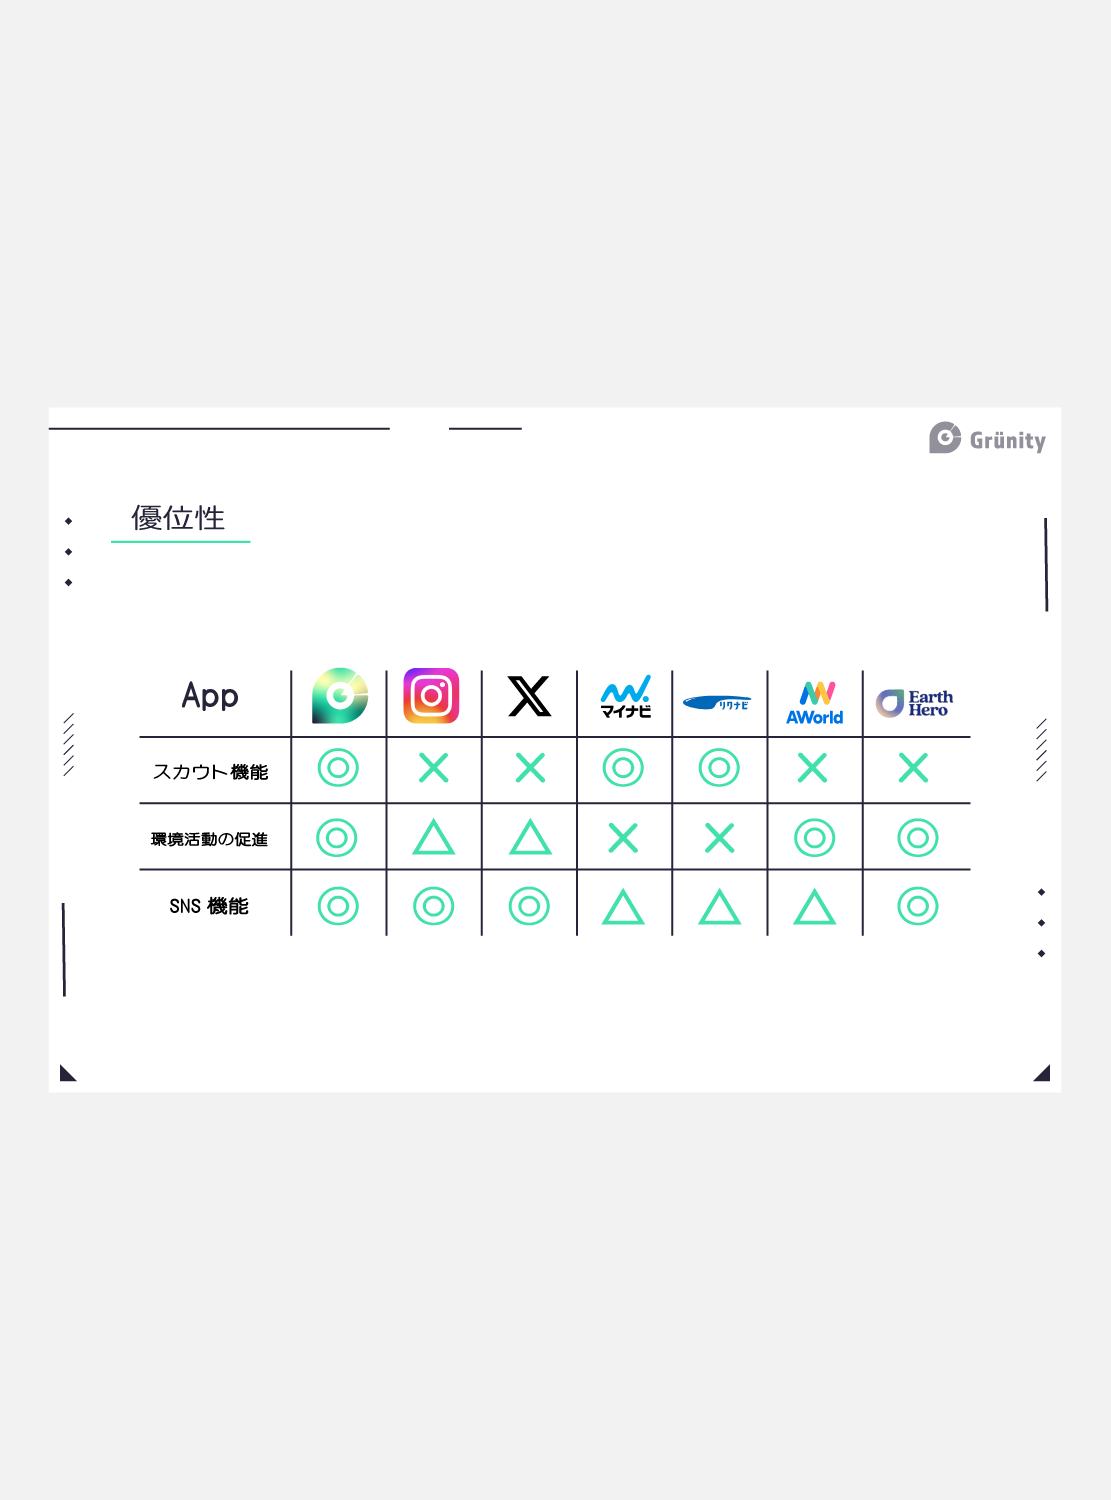 Grünity
優位性
App
マイナビ
リクナビ
AWorld
Earth
Hero
スカウト機能
環境活動の促進
SNS 機能